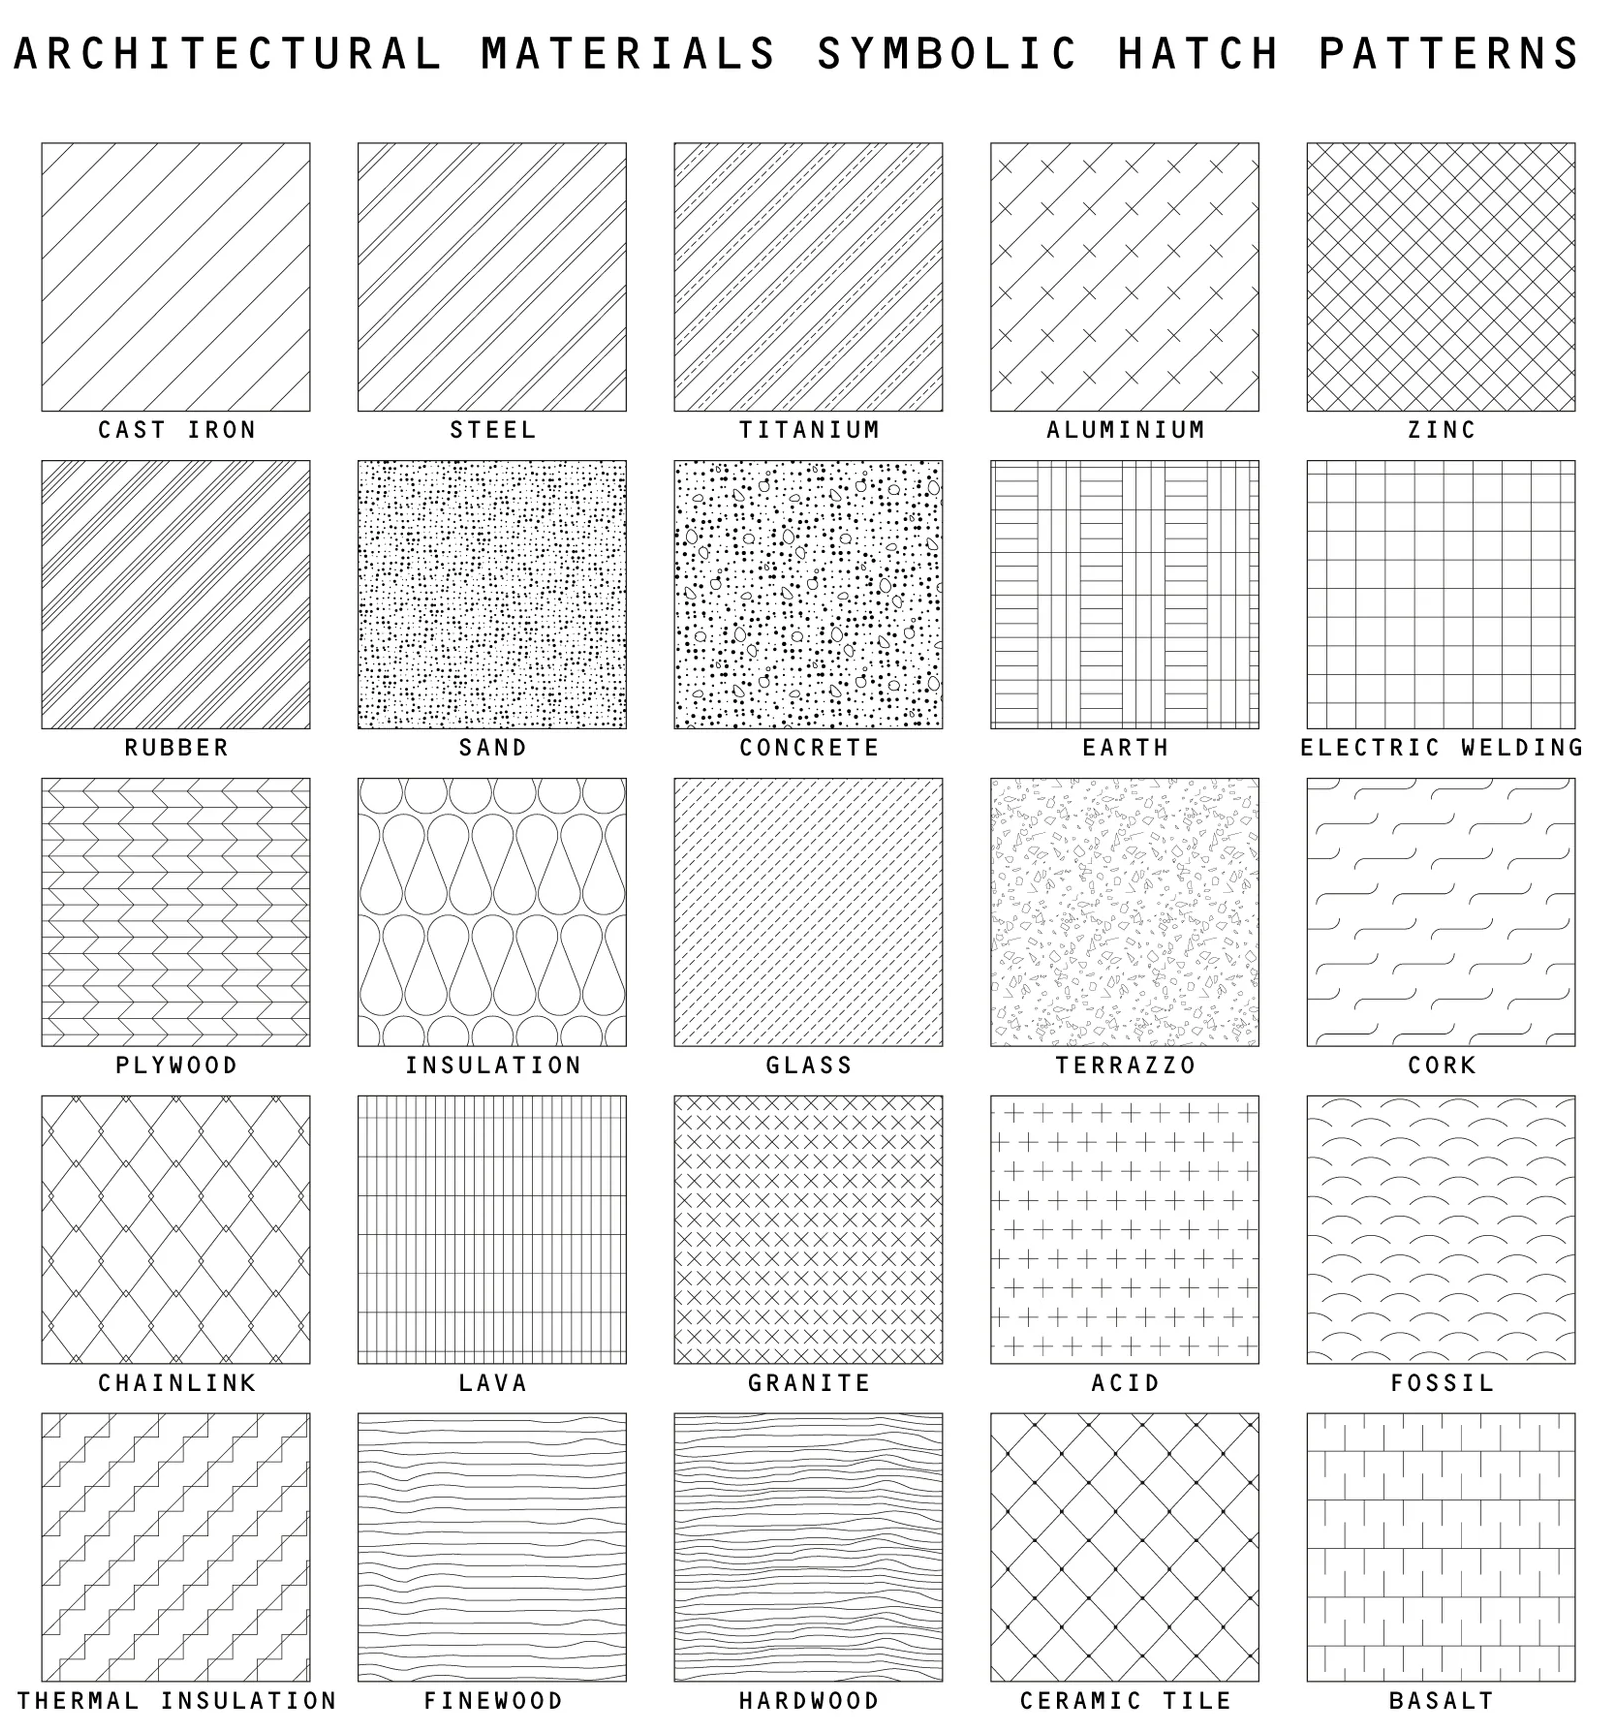 ARCHITECTURAL MATERIALS SYMBOLIC HATCH PATTERNS
CAST IRON
STEEL
TITANIUM
ALUMINIUM
ZINC
RUBBER
SAND
CONCRETE
EARTH
ELECTRIC WELDING
PLYWOOD
INSULATION
GLASS
TERRAZZO
CORK
CHAINLINK
LAVA
GRANITE
ACID
FOSSIL
THERMAL INSULATION
FINEWOOD
HARDWOOD
CERAMIC TILE
BASALT